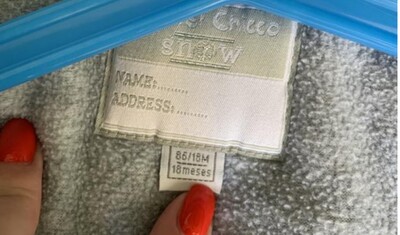 snow
NAME:.........
ADDRESS:.......
86/18M
18meses